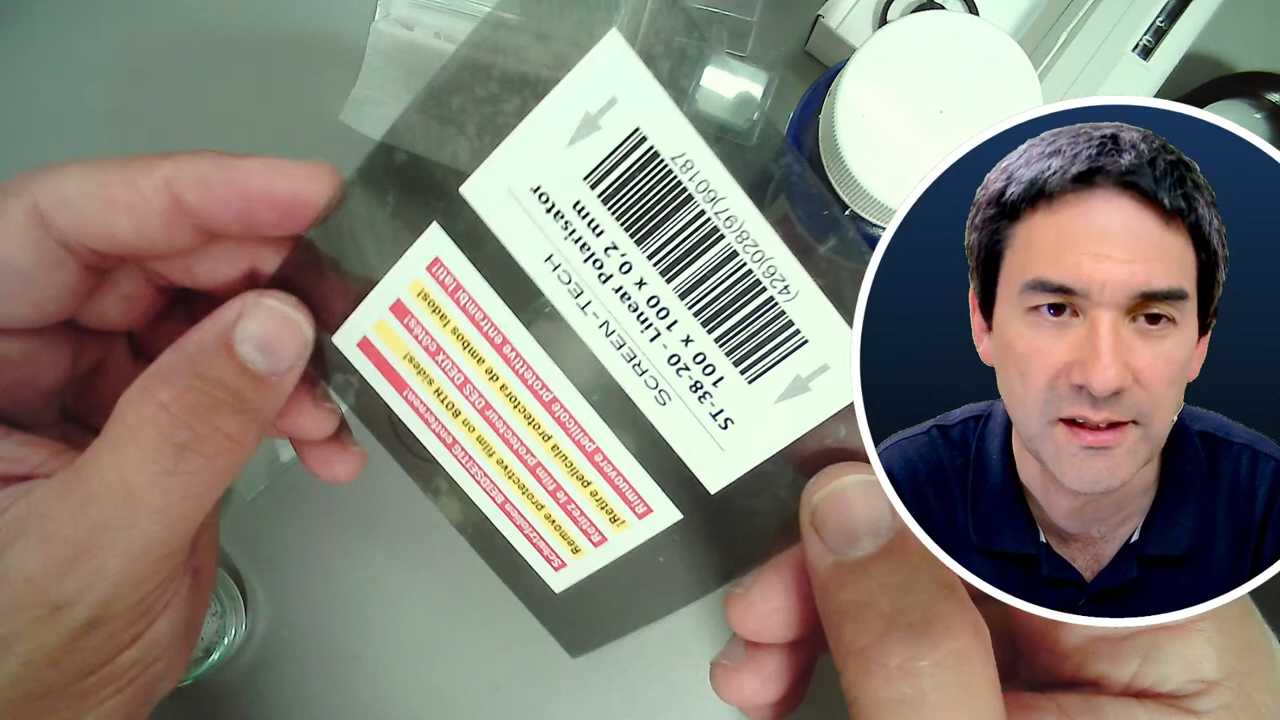 (426)028(97)60187
SCREEN-TECH
ST-38-20 - Linear Polarisator
100 x 100 x 0,2 mm
Schutzfolie BEIDSEITIG entfernen!
Remove protective film on BOTH sides!
Retirez le film protecteur DES DEUX côtés!
¡Retire película protectora de ambos lados!
Rimuovere pellicole protettive entrambi lati!